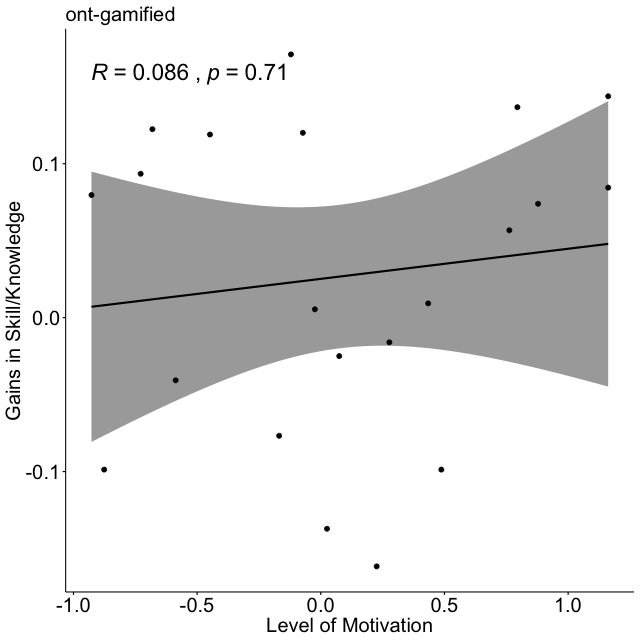 ont-gamified
R = 0.086 , p = 0.71
Gains in Skill/Knowledge
0.1
0.0
-0.1
-1.0 -0.5 0.0 0.5 1.0
Level of Motivation